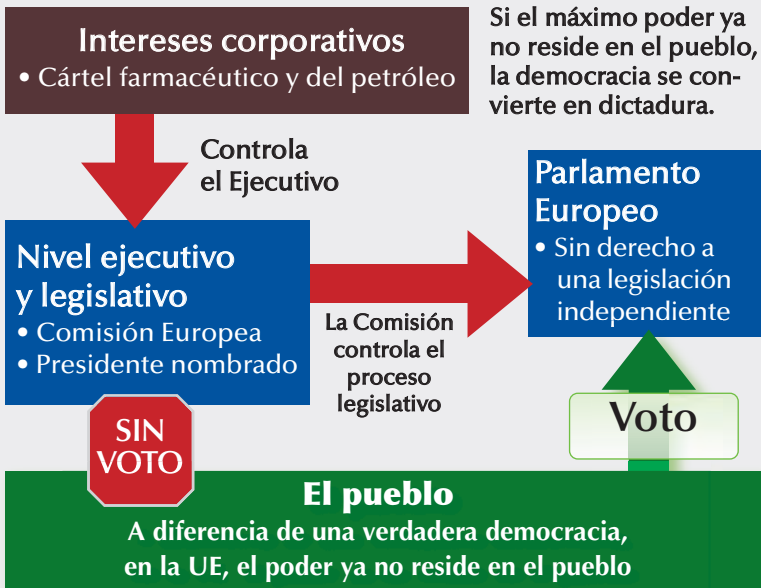 Intereses corporativos
• Cártel farmacéutico y del petróleo
Si el máximo poder ya
no reside en el pueblo,
la democracia se con-
vierte en dictadura.
Controla
el Ejecutivo
Nivel ejecutivo
y legislativo
• Comisión Europea
• Presidente nombrado
La Comisión
controla el
proceso
legislativo
Parlamento
Europeo
• Sin derecho a
una legislación
independiente
SIN
VOTO
Voto
El pueblo
A diferencia de una verdadera democracia,
en la UE, el poder ya no reside en el pueblo